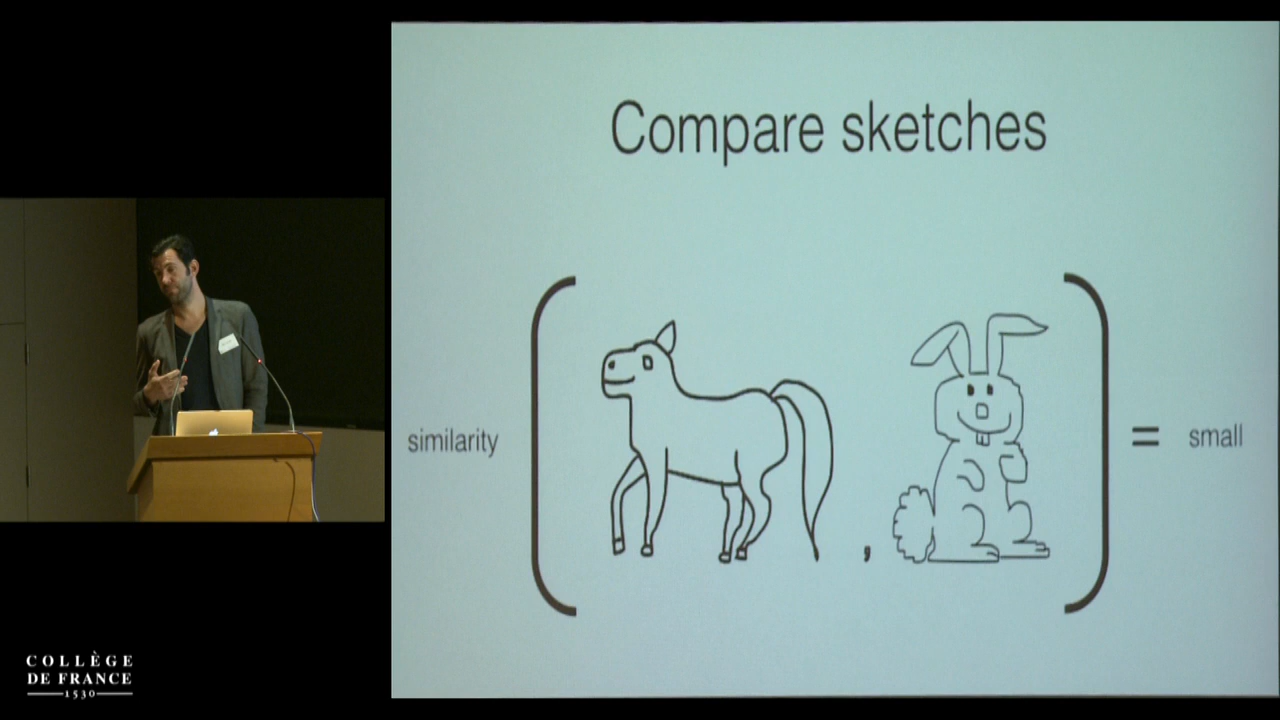 Compare sketches
similarity
,
= small
COLLÈGE
DE FRANCE
1530